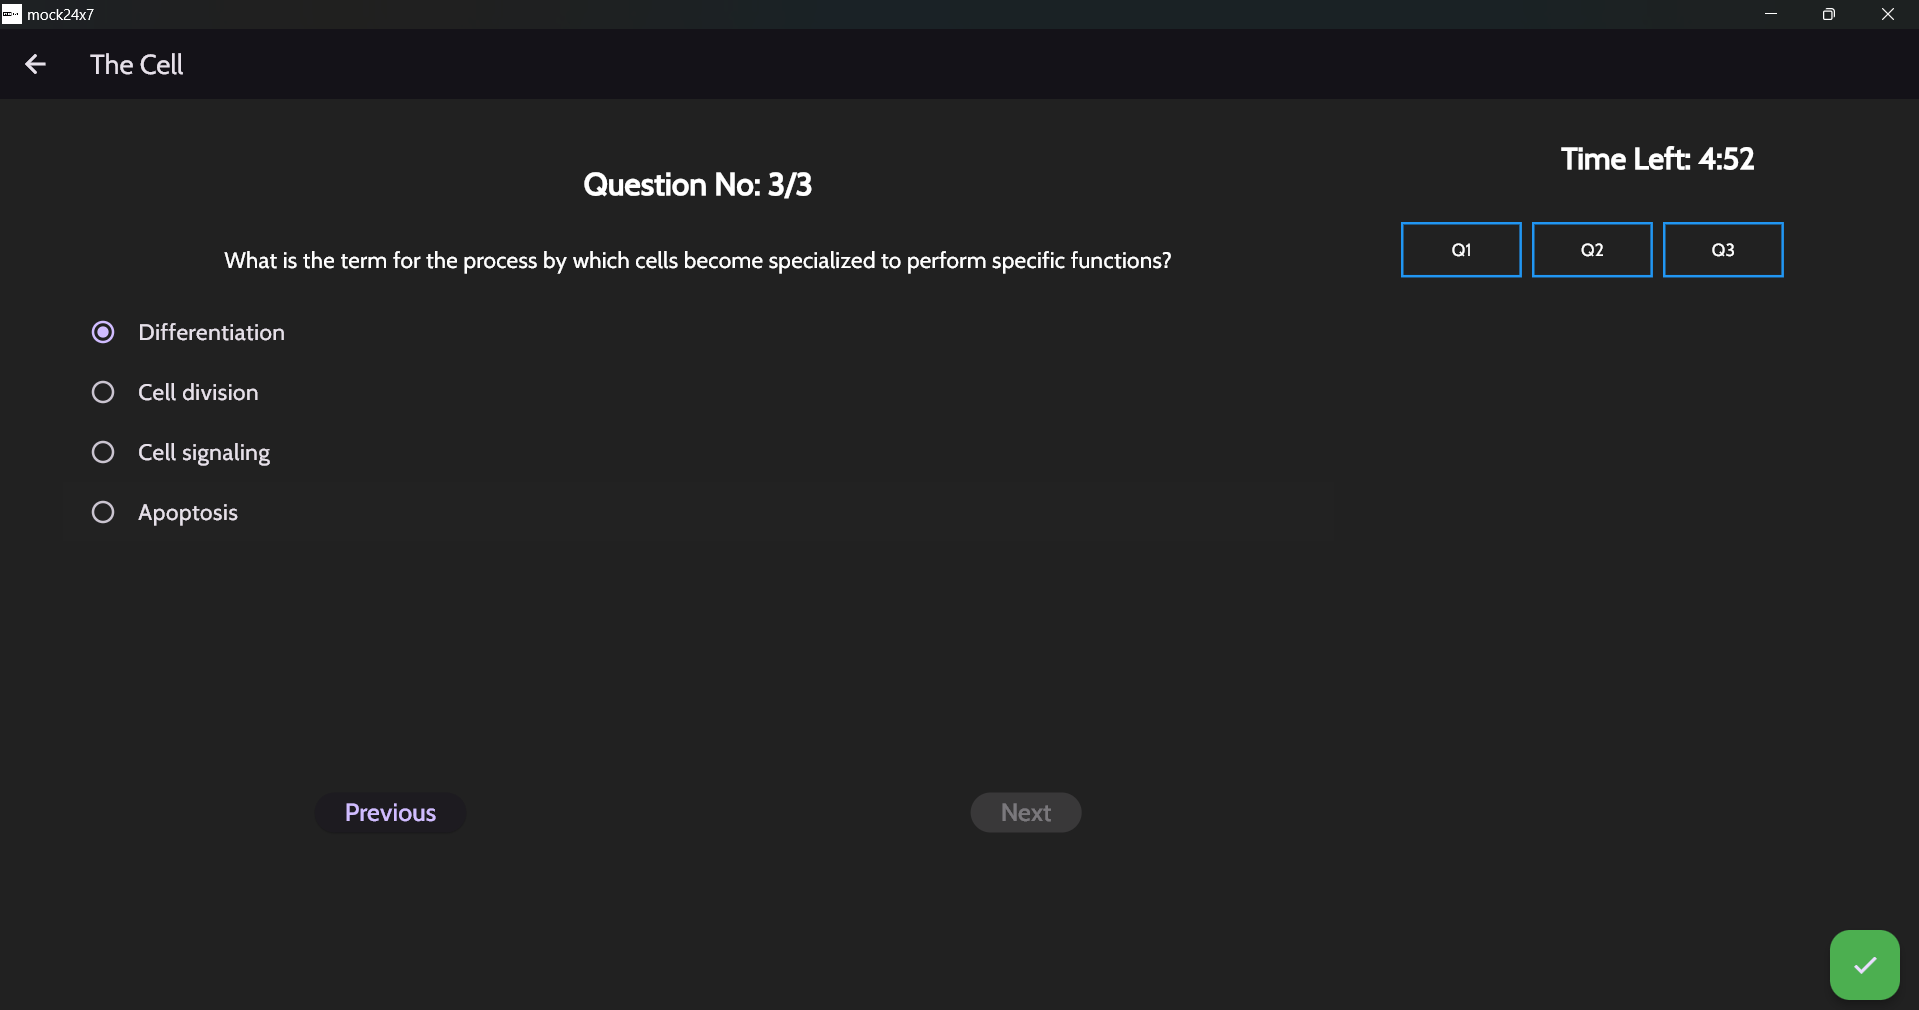 mock24x7
The Cell
Time Left: 4:52
Question No: 3/3
Q1 Q2 Q3
What is the term for the process by which cells become specialized to perform specific functions?
Differentiation
Cell division
Cell signaling
Apoptosis
Previous Next